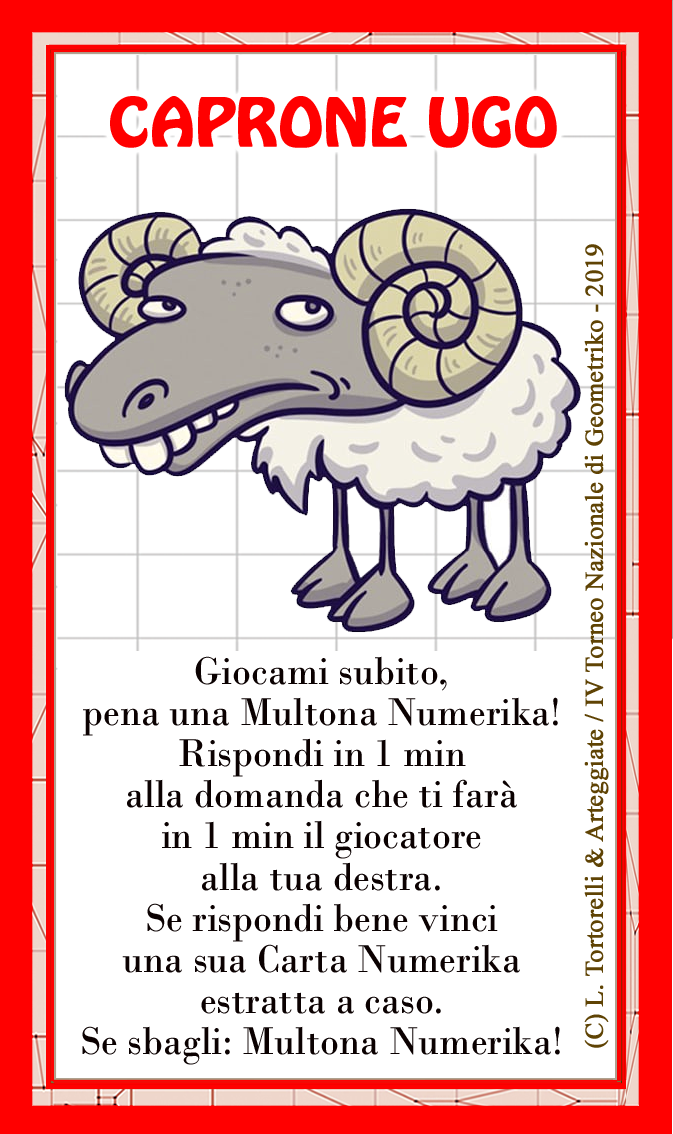 CAPRONE UGO
Giocami subito,
pena una Multona Numerika!
Rispondi in 1 min
alla domanda che ti farà
in 1 min il giocatore
alla tua destra.
Se rispondi bene vinci
una sua Carta Numerika
estratta a caso.
Se sbagli: Multona Numerika!
(C) L. Tortorelli & Arteggiate / IV Torneo Nazionale di Geometriko - 2019